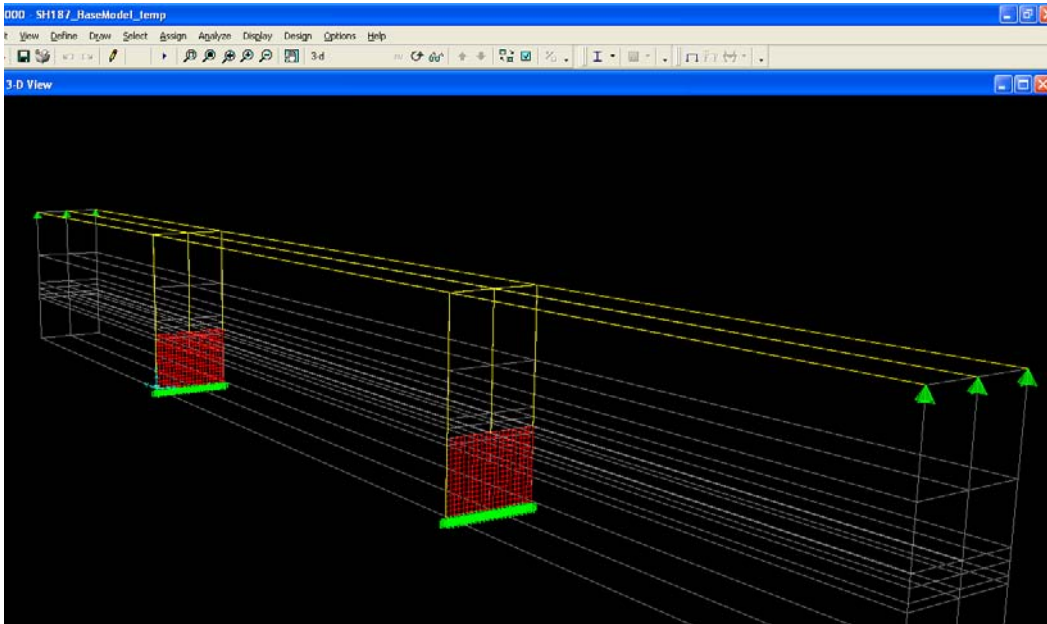 000 - SH187_BaseModel_temp
t View Define Draw Select Assign Analyze Display Design Options Help
3-d
3-D View